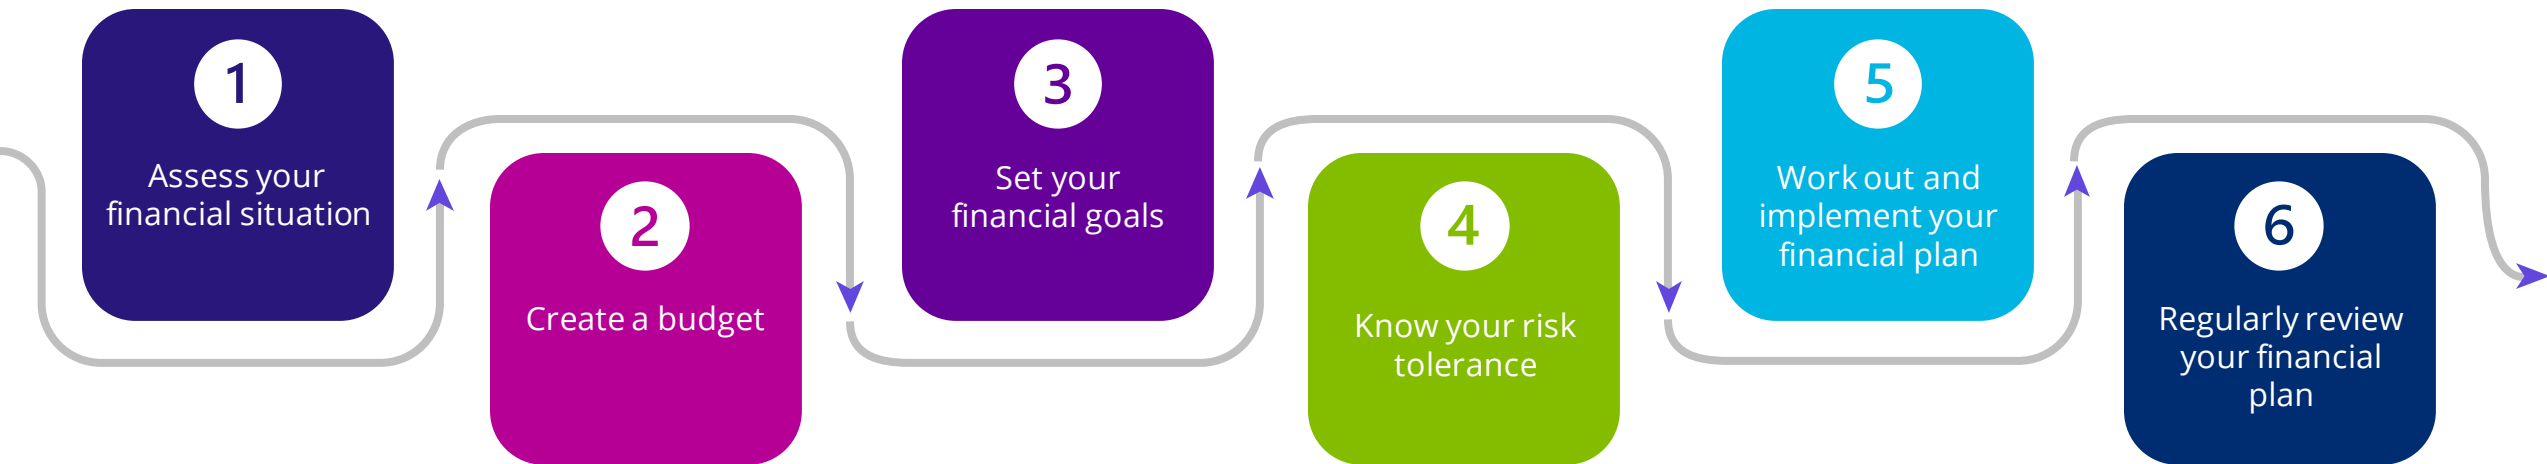 1
Assess your
financial situation
2
Create a budget
3
Set your
financial goals
4
Know your risk
tolerance
5
Work out and
implement your
financial plan
6
Regularly review
your financial
plan